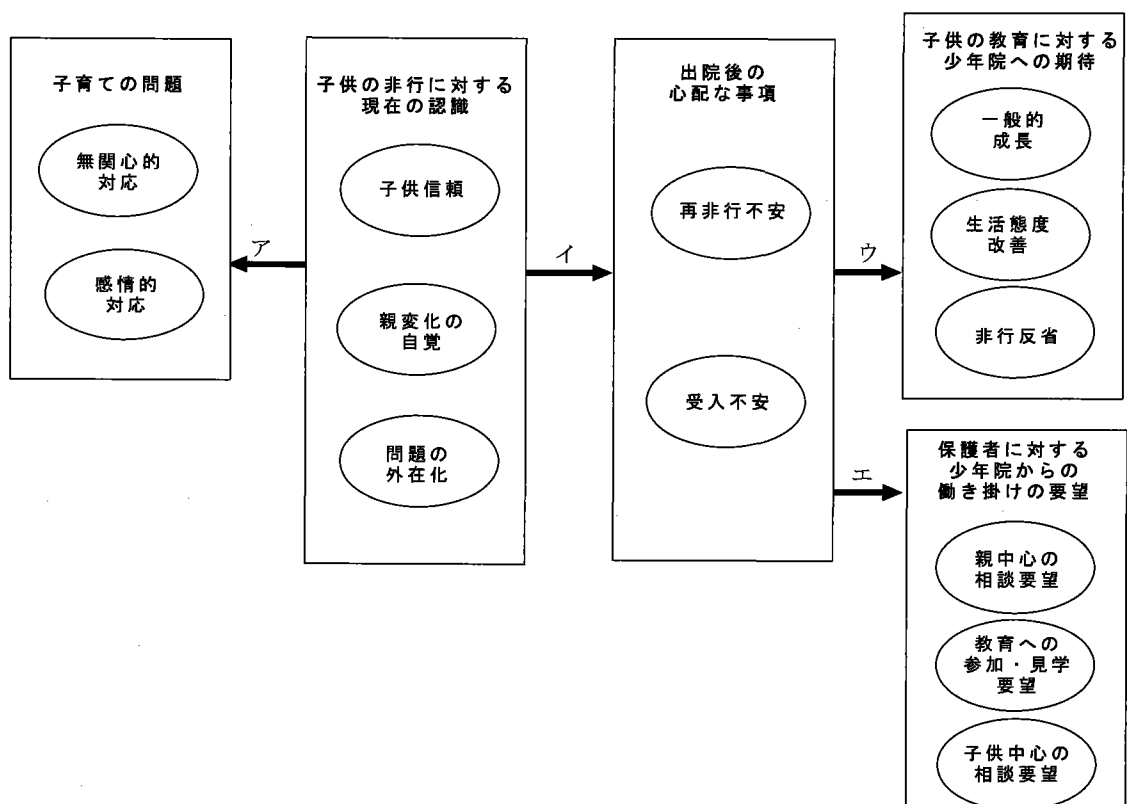 子育ての問題
無関心的
対応
感情的
対応
ア
子供の非行に対する
現在の認識
子供信頼
親変化の
自覚
問題の
外在化
イ
出院後の
心配な事項
再非行不安
受入不安
ウ
子供の教育に対する
少年院への期待
一般的
成長
生活態度
改善
非行反省
エ
保護者に対する
少年院からの
働き掛けの要望
親中心の
相談要望
教育への
参加・見学
要望
子供中心の
相談要望